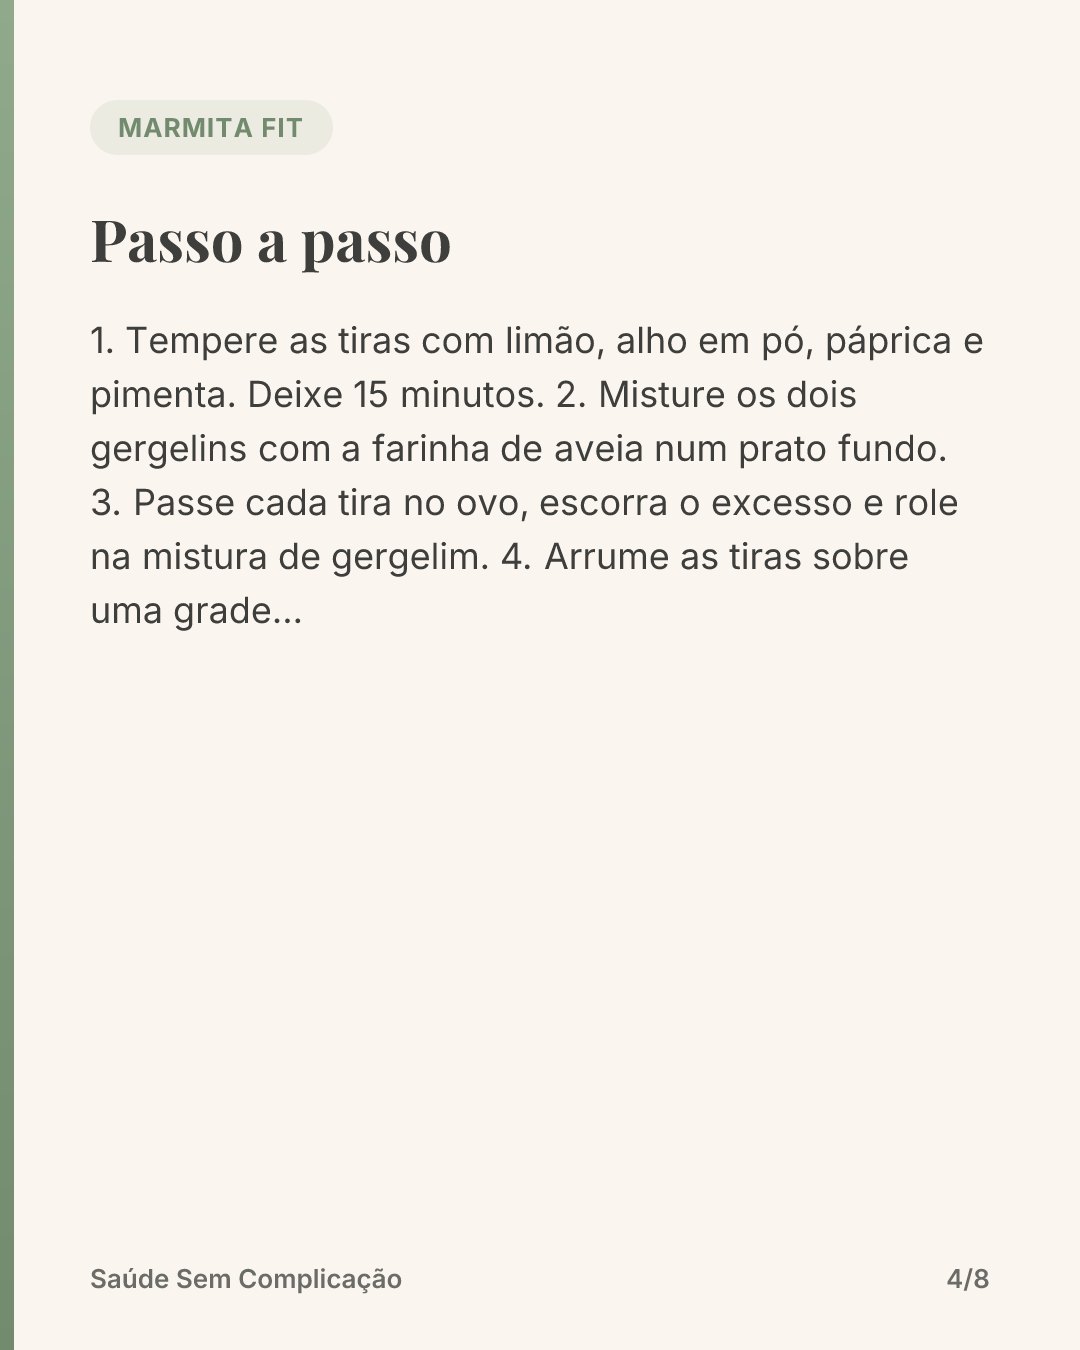 MARMITA FIT
Passo a passo
1. Tempere as tiras com limão, alho em pó, páprica e
pimenta. Deixe 15 minutos. 2. Misture os dois
gergelins com a farinha de aveia num prato fundo.
3. Passe cada tira no ovo, escorra o excesso e role
na mistura de gergelim. 4. Arrume as tiras sobre
uma grade...
Saúde Sem Complicação
4/8